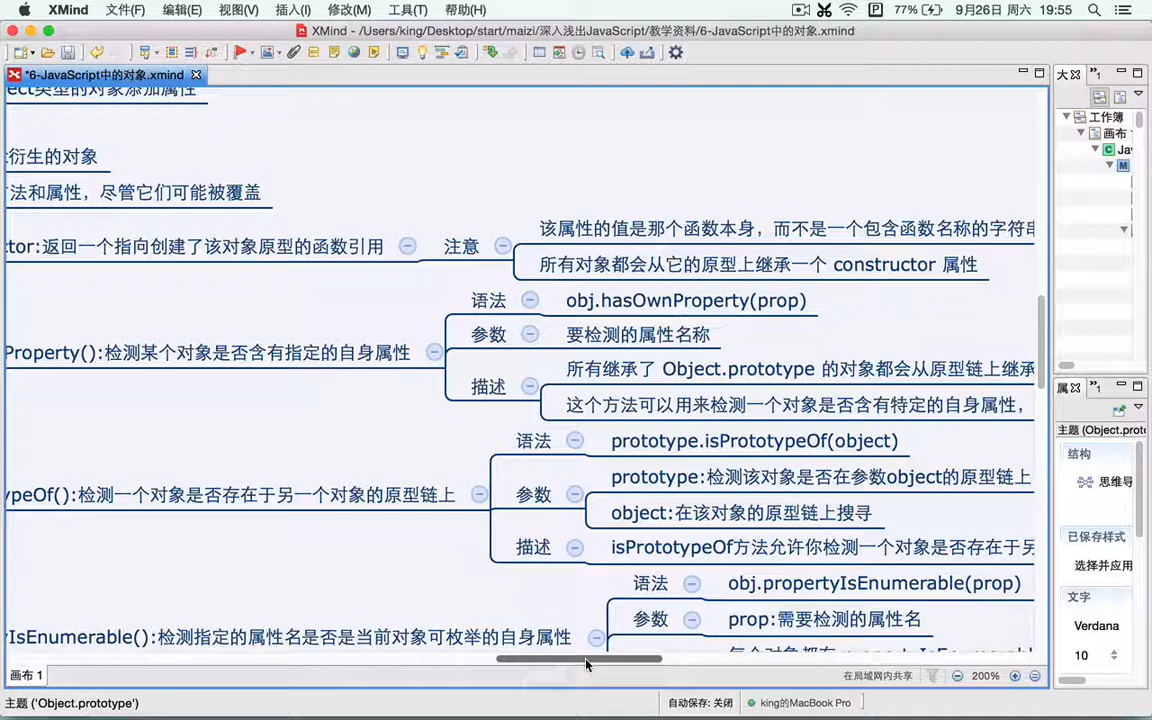 XMind 文件(F) 编辑(E) 视图(V) 插入(I) 修改(M) 工具(T) 帮助(H) 77% 9月26日 周六 19:55
XMind - /Users/king/Desktop/start/maizi/深入浅出JavaScript/教学资料/6-JavaScript中的对象.xmind
*6-JavaScript中的对象.xmind
ect类型的对象添加属性
衍生的对象
法和属性，尽管它们可能被覆盖
tor:返回一个指向创建了该对象原型的函数引用
注意
该属性的值是那个函数本身，而不是一个包含函数名称的字符串
所有对象都会从它的原型上继承一个 constructor 属性
Property():检测某个对象是否含有指定的自身属性
语法
obj.hasOwnProperty(prop)
参数
要检测的属性名称
描述
所有继承了 Object.prototype 的对象都会从原型链上继承
这个方法可以用来检测一个对象是否含有特定的自身属性，
ypeOf():检测一个对象是否存在于另一个对象的原型链上
语法
prototype.isPrototypeOf(object)
参数
prototype:检测该对象是否在参数object的原型链上
object:在该对象的原型链上搜寻
描述
isPrototypeOf方法允许你检测一个对象是否存在于另
yIsEnumerable():检测指定的属性名是否是当前对象可枚举的自身属性
语法
obj.propertyIsEnumerable(prop)
参数
prop:需要检测的属性名
大
工作簿
画布
Jav
M
属
主题 (Object.proto
结构
思维导
已保存样式
选择并应用
文字
Verdana
10
画布 1
在局域网内共享
200%
主题 ('Object.prototype')
自动保存: 关闭
king的MacBook Pro